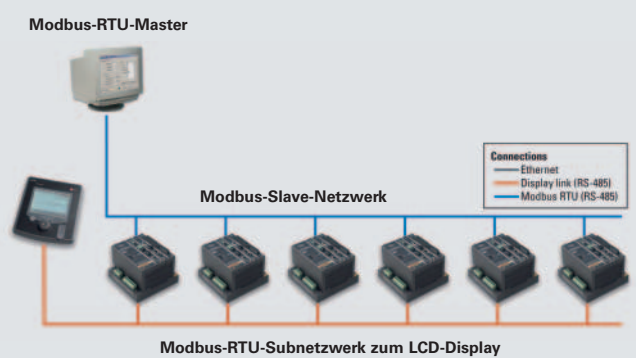 Modbus-RTU-Master
Connections
Ethernet
Display link (RS-485)
Modbus RTU (RS-485)
Modbus-Slave-Netzwerk
Modbus-RTU-Subnetzwerk zum LCD-Display